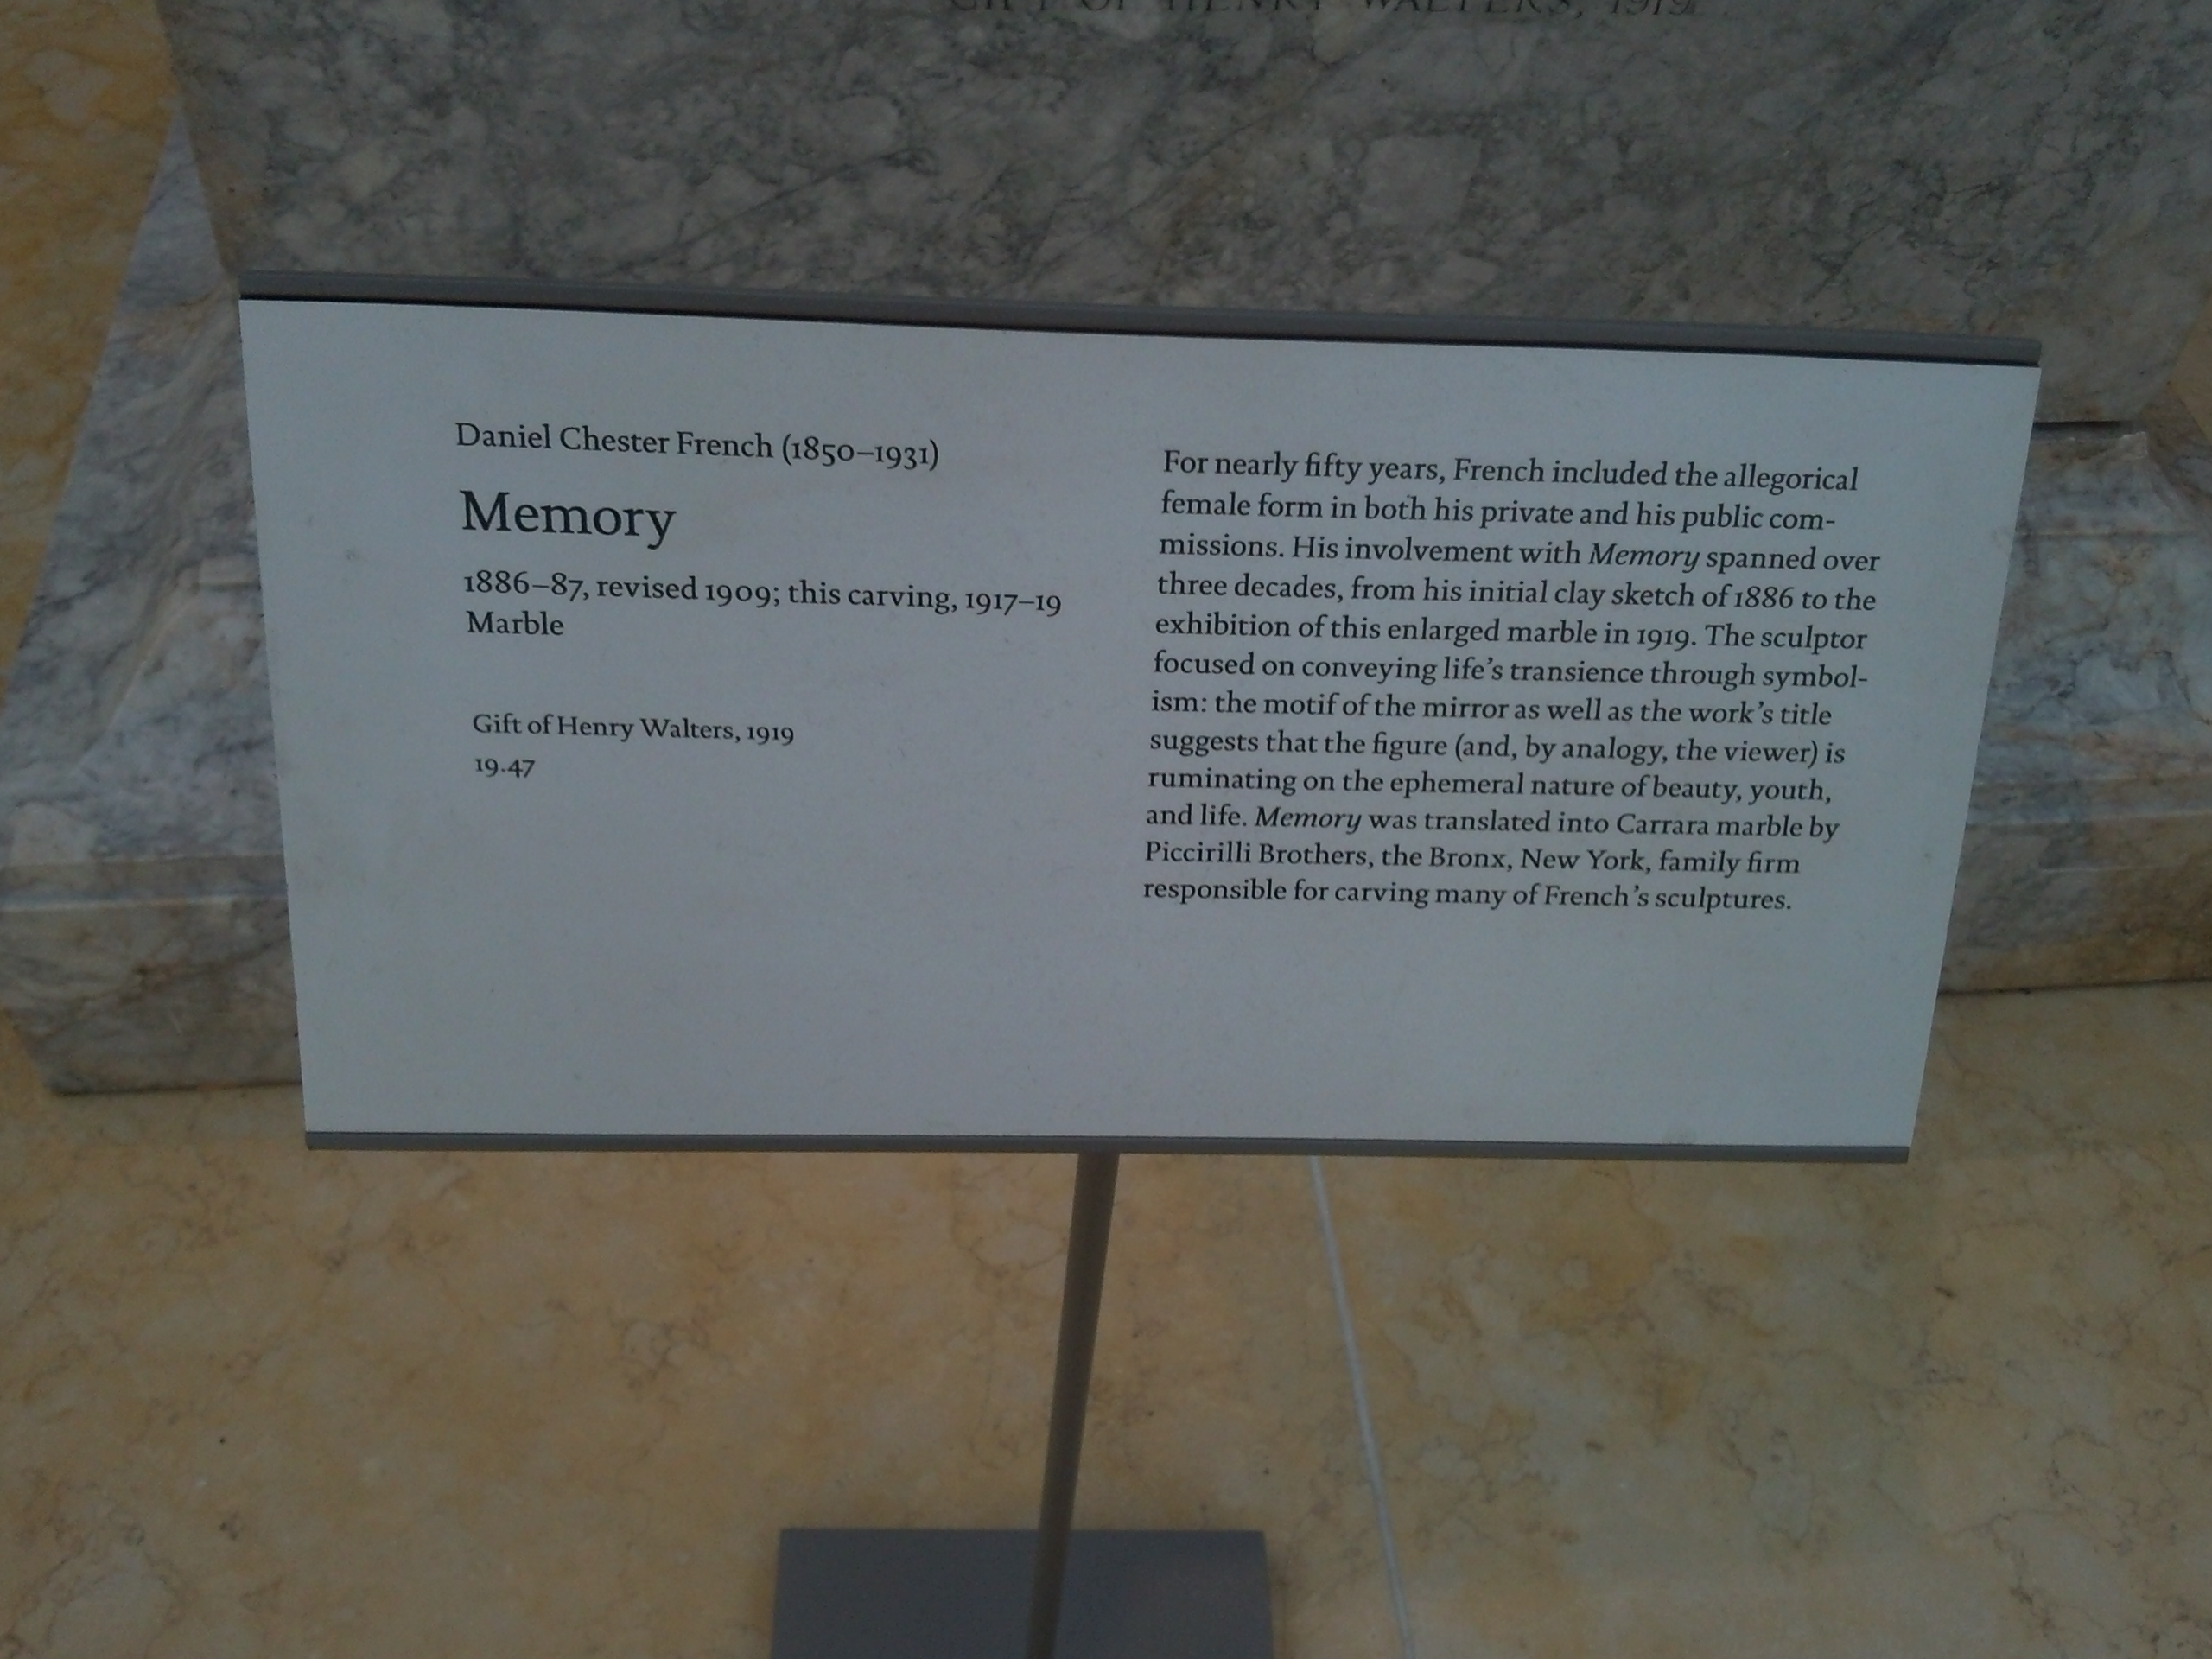 GIFT OF HENRY WALTERS, 1919
Daniel Chester French (1850–1931)
Memory
1886–87, revised 1909; this carving, 1917–19
Marble
Gift of Henry Walters, 1919
19.47
For nearly fifty years, French included the allegorical
female form in both his private and his public com-
missions. His involvement with Memory spanned over
three decades, from his initial clay sketch of 1886 to the
exhibition of this enlarged marble in 1919. The sculptor
focused on conveying life's transience through symbol-
ism: the motif of the mirror as well as the work's title
suggests that the figure (and, by analogy, the viewer) is
ruminating on the ephemeral nature of beauty, youth,
and life. Memory was translated into Carrara marble by
Piccirilli Brothers, the Bronx, New York, family firm
responsible for carving many of French's sculptures.